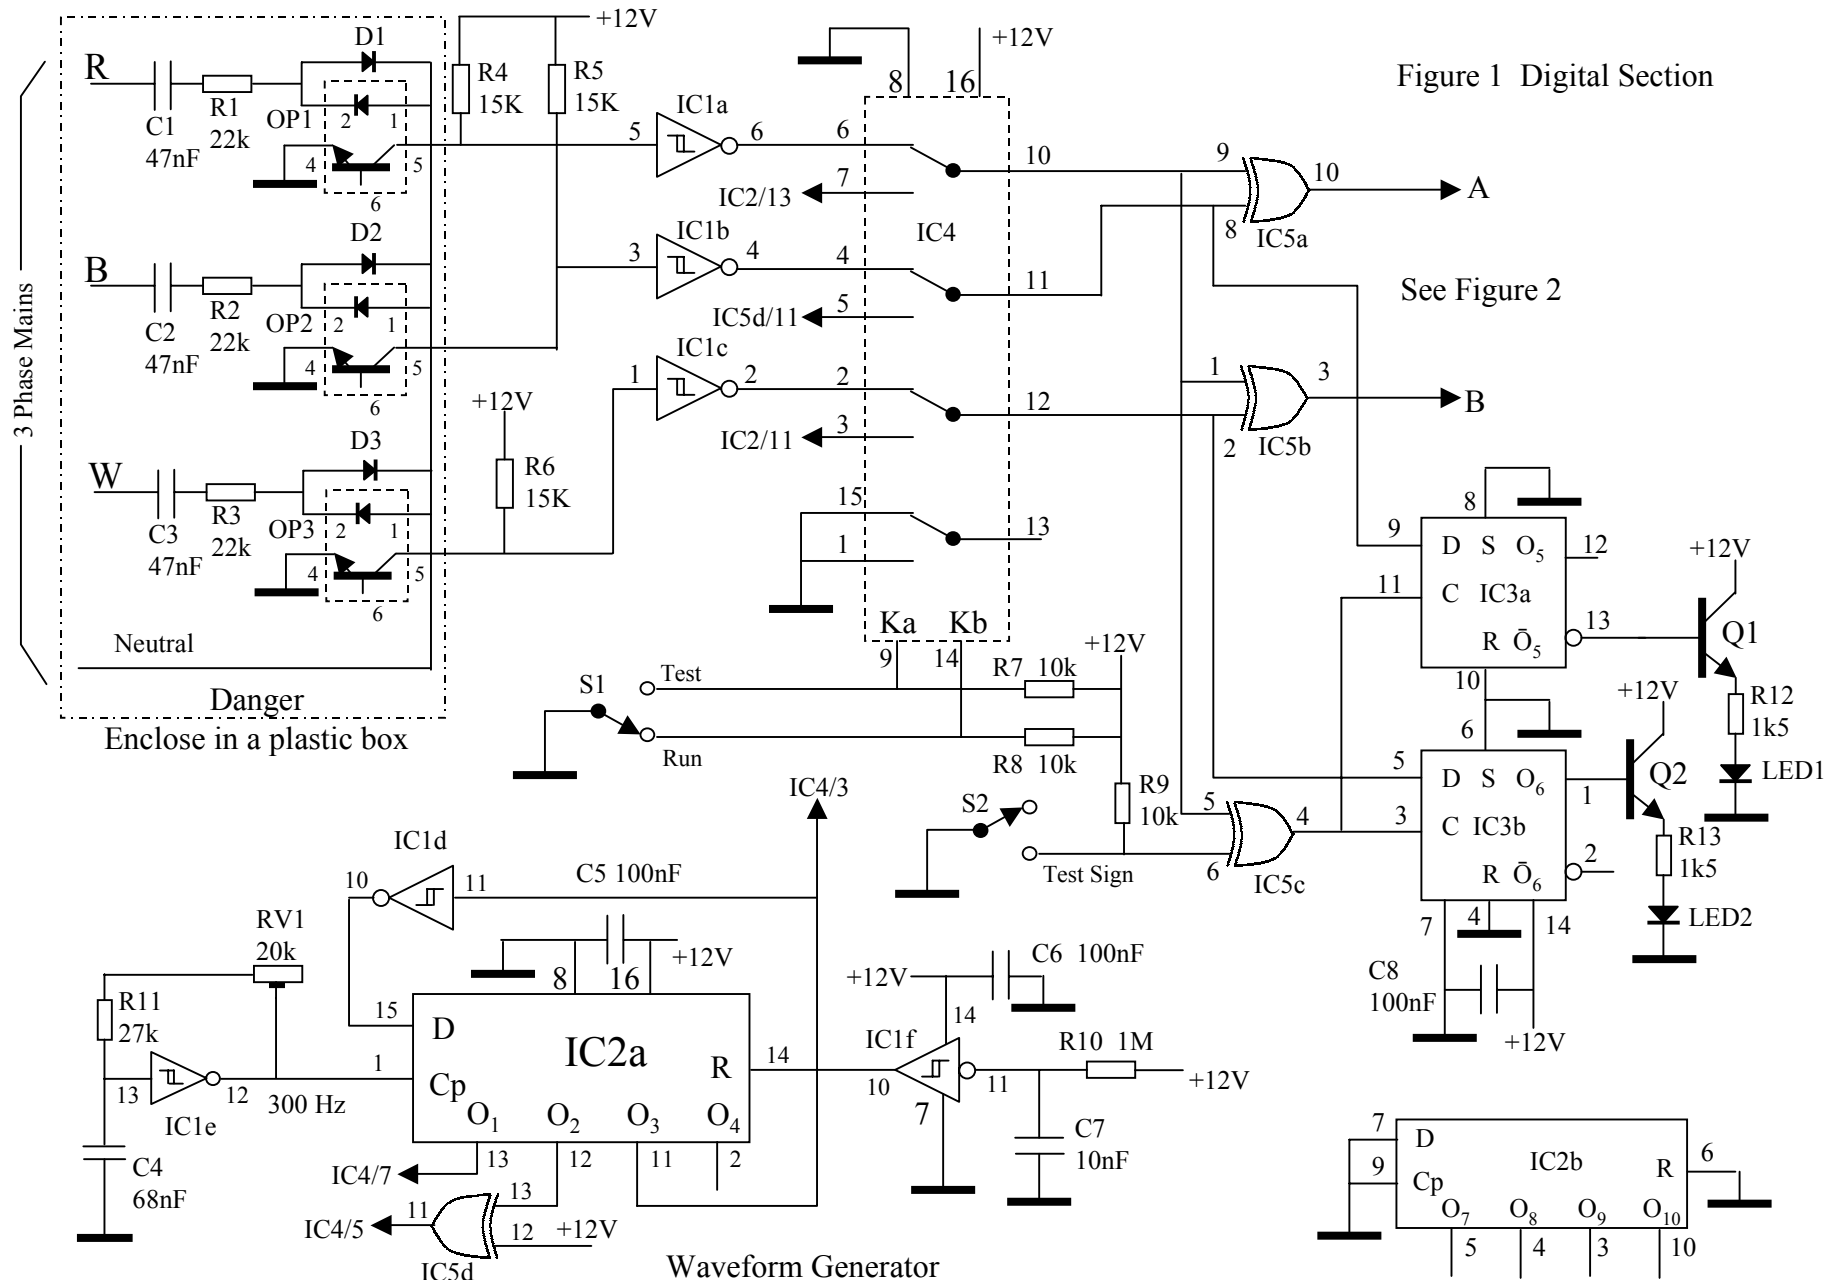 Figure 1 Digital Section
3 Phase Mains
R
C1
47nF
R1
22k
D1
OP1
2
1
4
5
6
B
C2
47nF
R2
22k
D2
OP2
2
1
4
5
6
W
C3
47nF
R3
22k
D3
OP3
2
1
4
5
6
Neutral
Danger
Enclose in a plastic box
+12V
R4
15K
R5
15K
+12V
R6
15K
5
IC1a
6
3
IC1b
4
1
IC1c
2
8
16
+12V
6
7
IC2/13
4
5
IC5d/11
2
3
IC2/11
15
1
IC4
10
11
12
13
Ka
Kb
9
14
S1
Test
Run
R7 10k
R8 10k
+12V
R9
10k
S2
Test Sign
9
8
10
IC5a
A
See Figure 2
1
2
3
IC5b
B
5
6
4
IC5c
8
9
D S O5
12
11
C IC3a
R Ō5
13
10
+12V
Q1
R12
1k5
LED1
6
5
D S O6
1
3
C IC3b
R Ō6
2
7
4
14
+12V
Q2
R13
1k5
LED2
C8
100nF
+12V
IC4/3
IC1d
10
11
C5 100nF
+12V
8
16
RV1
20k
R11
27k
13
12
IC1e
300 Hz
C4
68nF
15
D
IC2a
1
Cp
R
14
O1
O2
O3
O4
13
12
11
2
IC4/7
IC4/5
11
13
12
+12V
IC5d
Waveform Generator
+12V
C6 100nF
14
IC1f
10
7
11
R10 1M
+12V
C7
10nF
7
D
9
Cp
IC2b
R
6
O7
O8
O9
O10
5
4
3
10